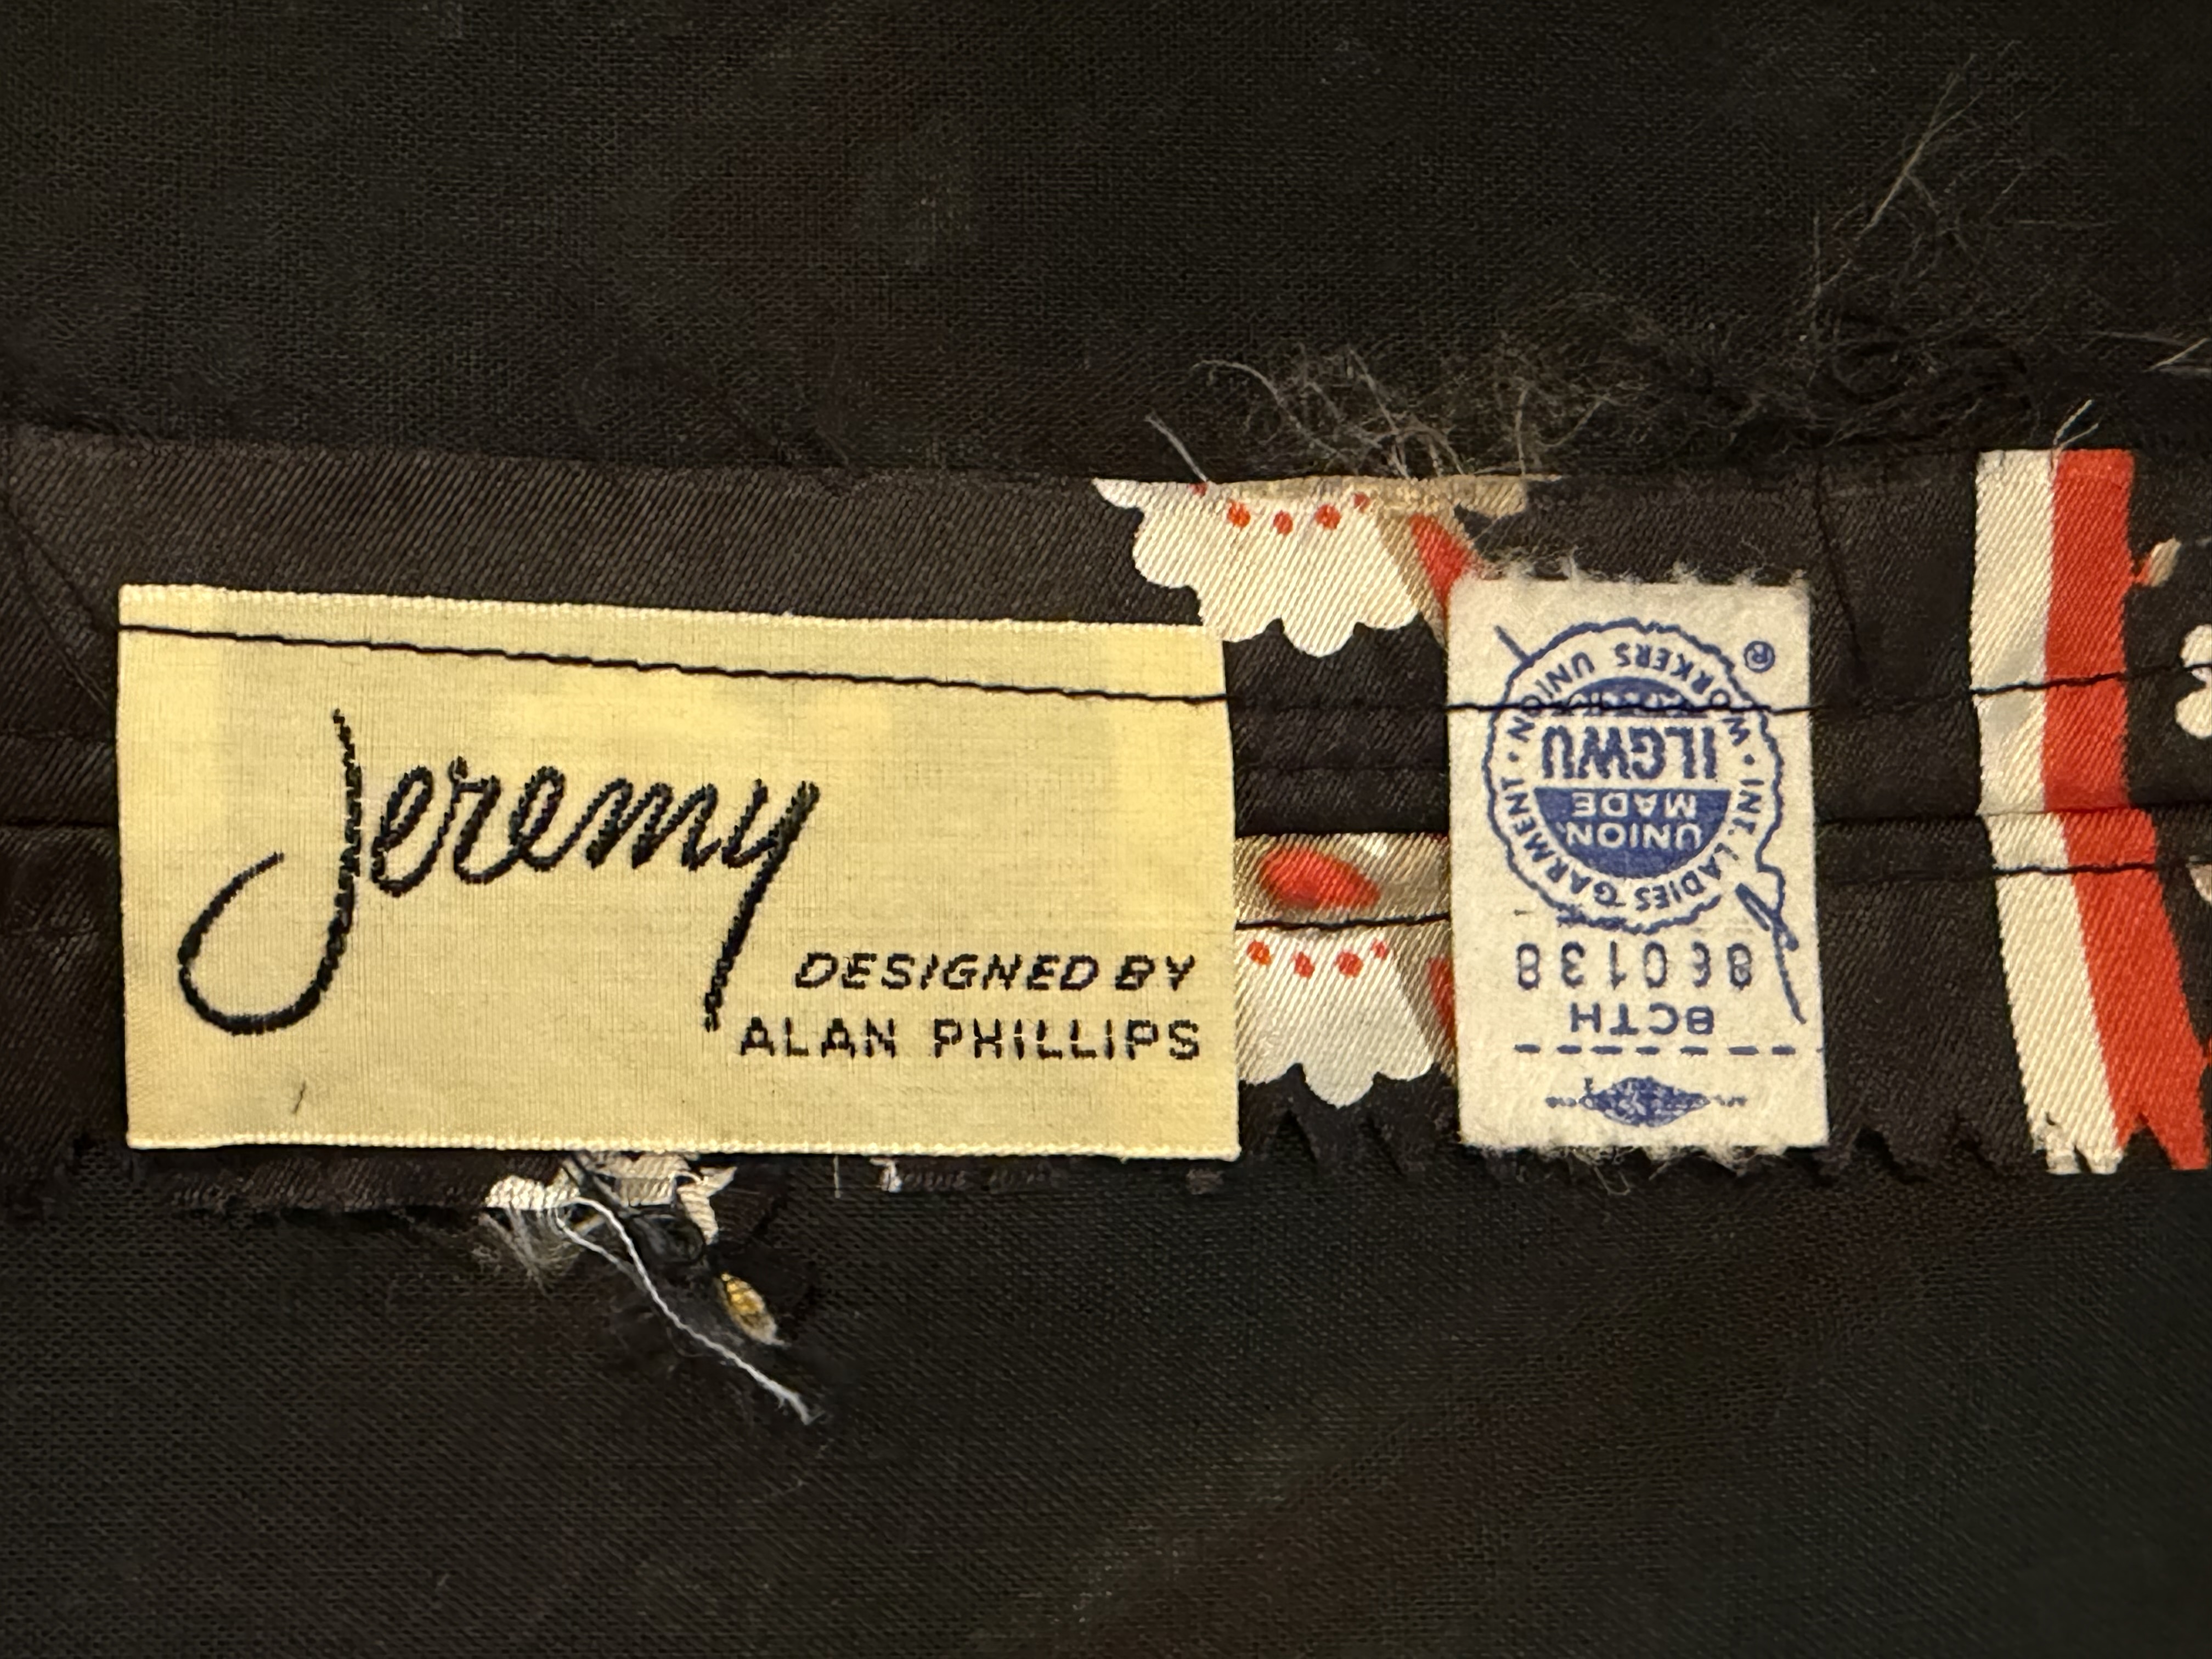 Jeremy
DESIGNED BY
ALAN PHILLIPS
BCTH
860138
INT. LADIES GARMENT WORKERS UNION
UNION
MADE
ILGWU
®